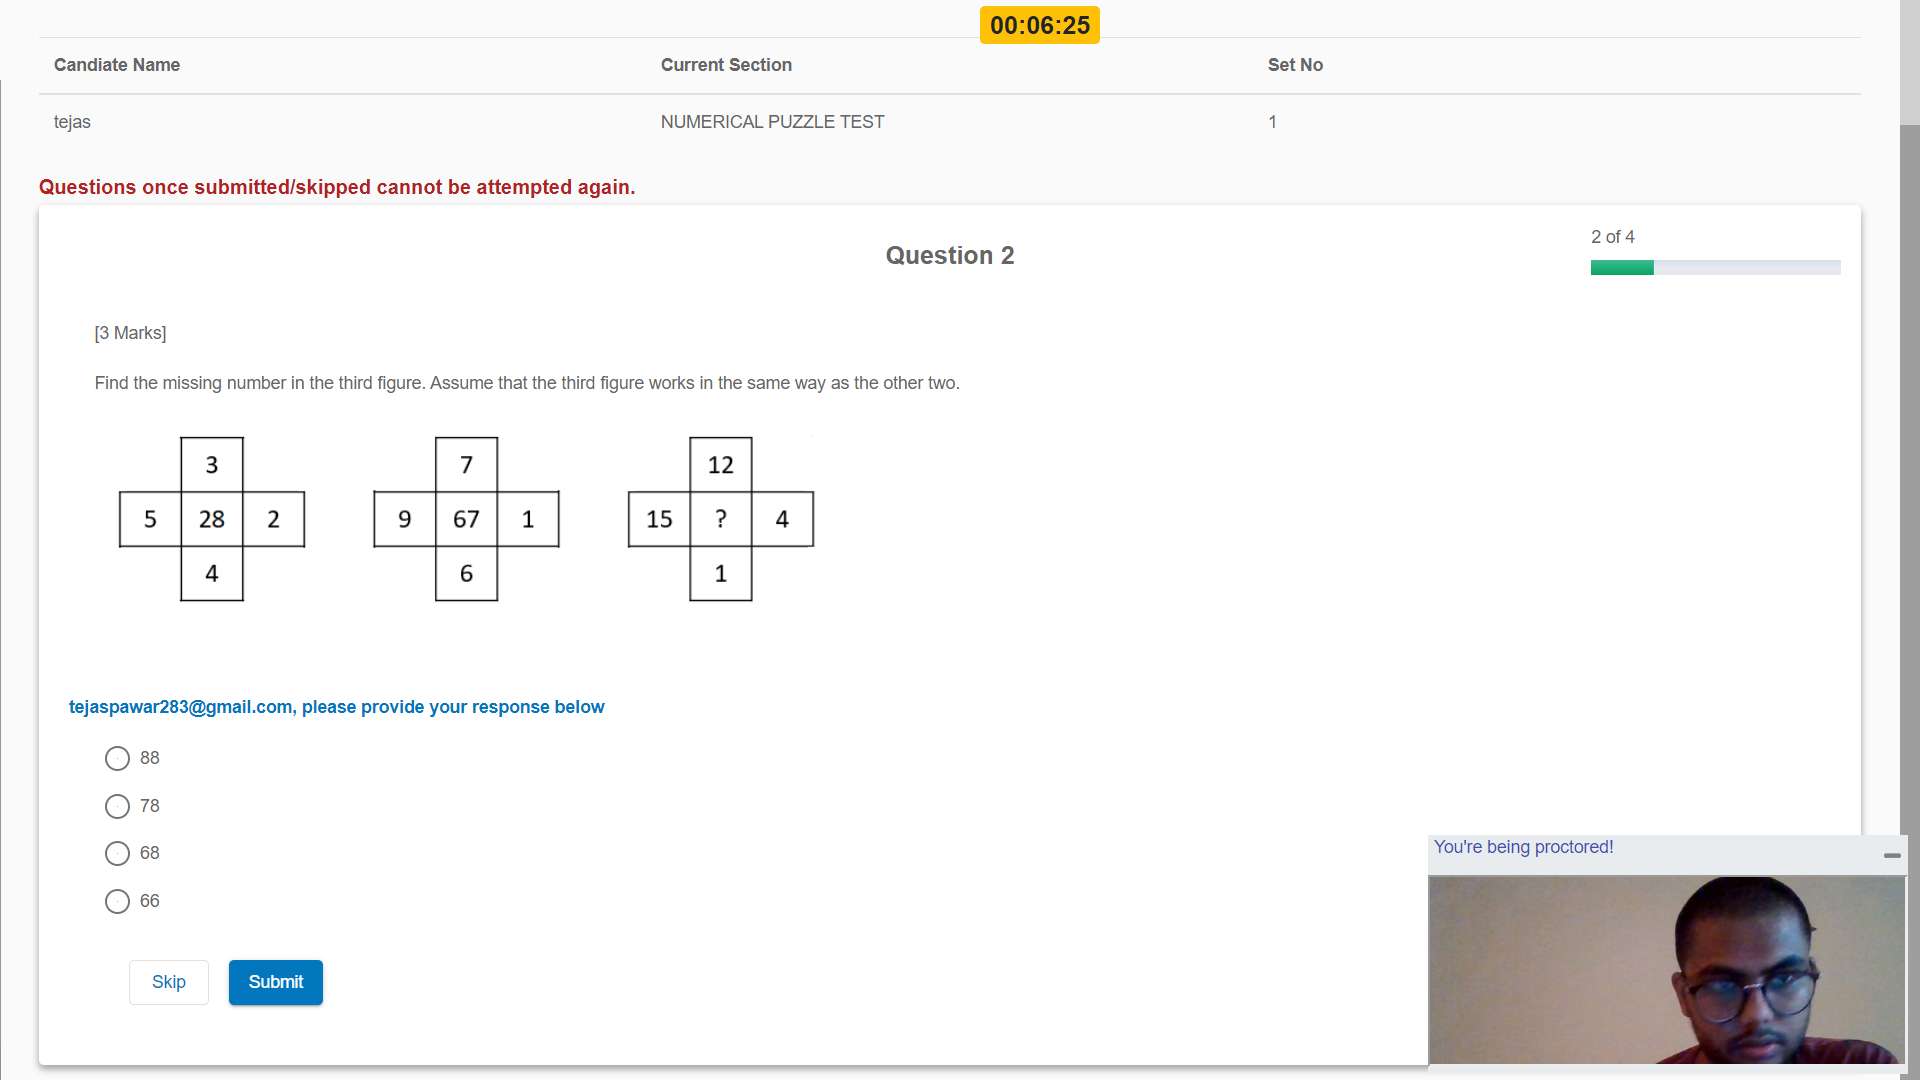 00:06:25
Candiate Name Current Section Set No
tejas NUMERICAL PUZZLE TEST 1
Questions once submitted/skipped cannot be attempted again.
Question 2
2 of 4
[3 Marks]
Find the missing number in the third figure. Assume that the third figure works in the same way as the other two.
3 7 12
5 28 2 9 67 1 15 ? 4
4 6 1
tejaspawar283@gmail.com, please provide your response below
88
78
68
66
Skip Submit
You're being proctored!